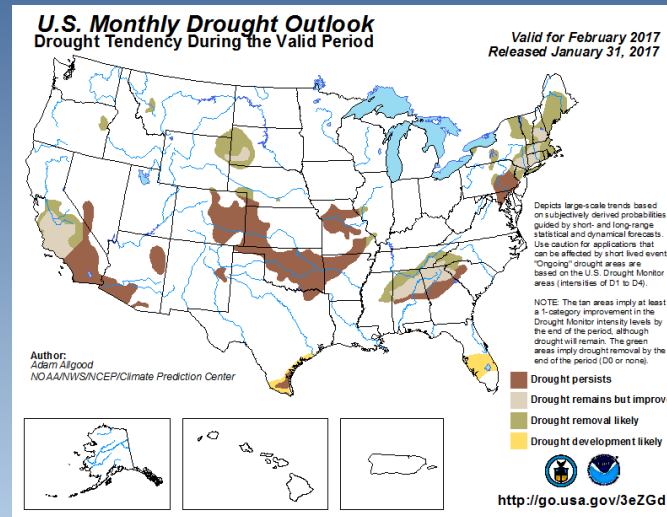 U.S. Monthly Drought Outlook
Drought Tendency During the Valid Period
Valid for February 2017
Released January 31, 2017
Depicts large-scale trends based
on subjectively derived probabilities
guided by short- and long-range
statistical and dynamical forecasts.
Use caution for applications that
can be affected by short lived event
"Ongoing" drought areas are
based on the U.S. Drought Monitor
areas (intensities of D1 to D4).
NOTE: The tan areas imply at least
a 1-category improvement in the
Drought Monitor intensity levels by
the end of the period, although
drought will remain. The green
areas imply drought removal by the
end of the period (D0 or none).
Author:
Adam Allgood
NOAA/NWS/NCEP/Climate Prediction Center
Drought persists
Drought remains but improve
Drought removal likely
Drought development likely
http://go.usa.gov/3eZGd